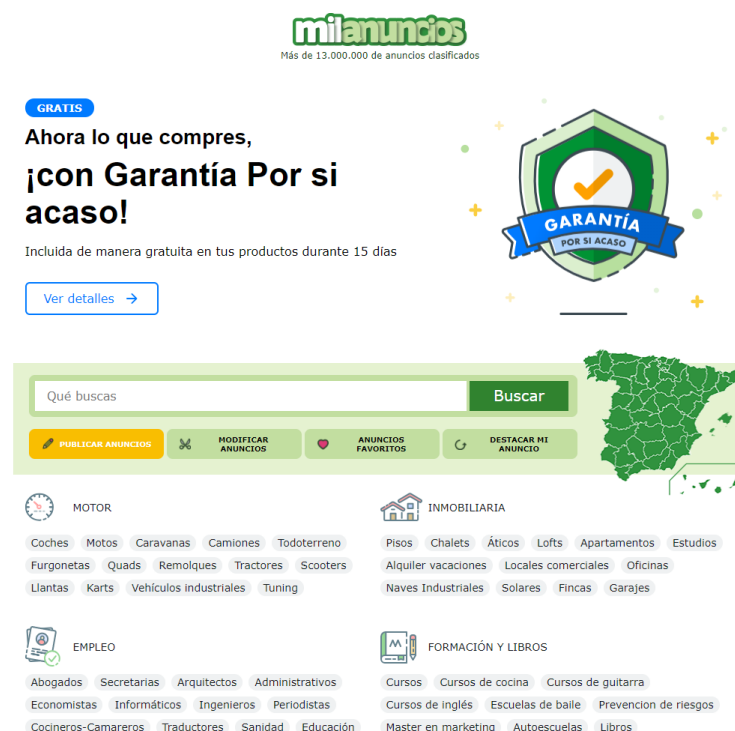 milanuncios
Más de 13.000.000 de anuncios clasificados
GRATIS
Ahora lo que compres,
¡con Garantía Por si
acaso!
Incluida de manera gratuita en tus productos durante 15 días
Ver detalles
GARANTÍA
POR SI ACASO
Qué buscas
Buscar
PUBLICAR ANUNCIOS
MODIFICAR
ANUNCIOS
ANUNCIOS
FAVORITOS
DESTACAR MI
ANUNCIO
MOTOR
Coches Motos Caravanas Camiones Todoterreno
Furgonetas Quads Remolques Tractores Scooters
Llantas Karts Vehículos industriales Tuning
INMOBILIARIA
Pisos Chalets Áticos Lofts Apartamentos Estudios
Alquiler vacaciones Locales comerciales Oficinas
Naves Industriales Solares Fincas Garajes
EMPLEO
Abogados Secretarias Arquitectos Administrativos
Economistas Informáticos Ingenieros Periodistas
Cocineros-Camareros Traductores Sanidad Educación
FORMACIÓN Y LIBROS
Cursos Cursos de cocina Cursos de guitarra
Cursos de inglés Escuelas de baile Prevencion de riesgos
Master en marketing Autoescuelas Libros